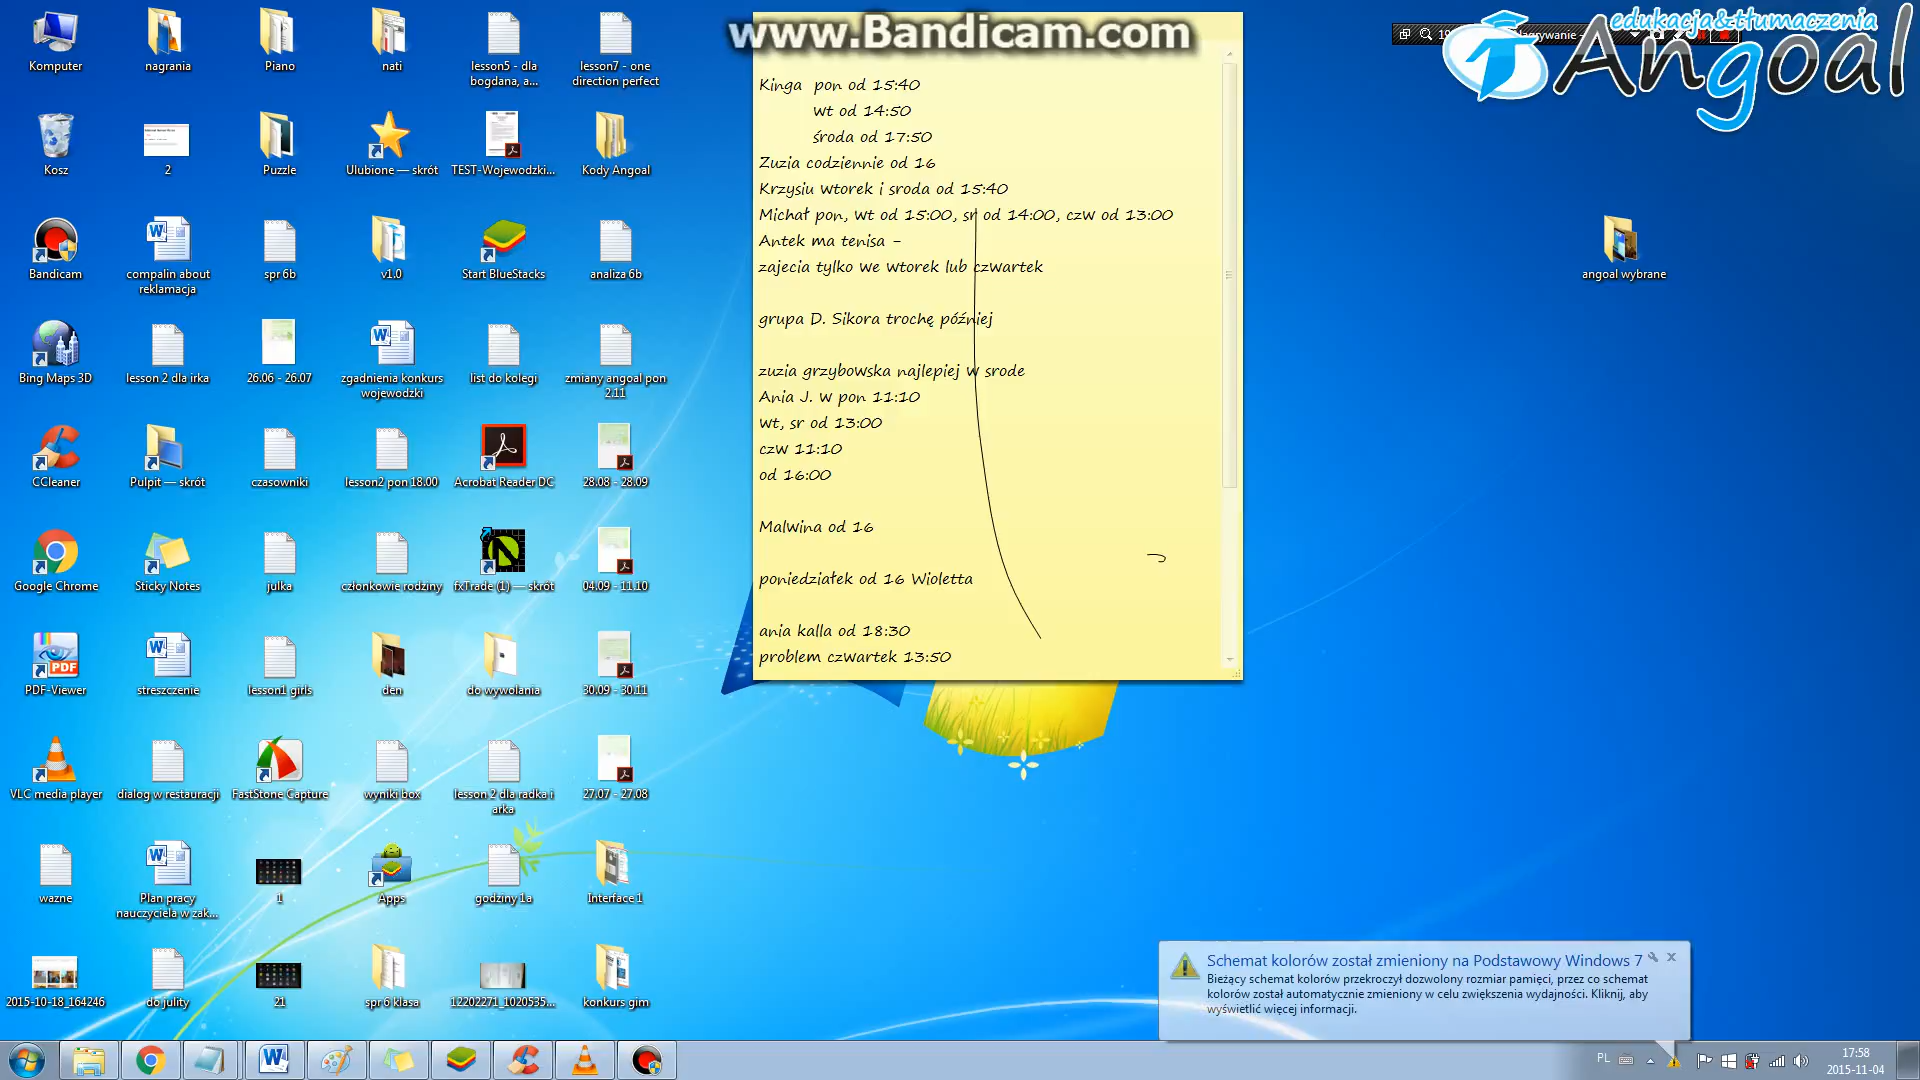 www.Bandicam.com
edukacja&tłumaczenia
Angoal
Komputer
nagrania
Piano
nati
lesson5 - dla
bogdana, a...
lesson7 - one
direction perfect
Kosz
2
Puzzle
Ulubione — skrót
TEST-Wojewodzki...
Kody Angoal
Bandicam
compalin about
reklamacja
spr 6b
v1.0
Start BlueStacks
analiza 6b
Bing Maps 3D
lesson 2 dla irka
26.06 - 26.07
zgadnienia konkurs
wojewodzki
list do kolegi
zmiany angoal pon
2.11
CCleaner
Pulpit — skrót
czasowniki
lesson2 pon 18.00
Acrobat Reader DC
28.08 - 28.09
Google Chrome
Sticky Notes
julka
członkowie rodziny
fxTrade (1) — skrót
04.09 - 11.10
PDF-Viewer
streszczenie
lesson1 girls
den
do wywolania
30.09 - 30.11
VLC media player
dialog w restauracji
FastStone Capture
wyniki box
lesson 2 dla radka i
arka
27.07 - 27.08
wazne
Plan pracy
nauczyciela w zak...
1
Apps
godziny 1a
Interface 1
2015-10-18_164246
do julity
21
spr 6 klasa
12202271_1020535...
konkurs gim
Kinga pon od 15:40
wt od 14:50
środa od 17:50
Zuzia codziennie od 16
Krzysiu wtorek i sroda od 15:40
Michał pon, wt od 15:00, sr od 14:00, czw od 13:00
Antek ma tenisa -
zajecia tylko we wtorek lub czwartek
grupa D. Sikora trochę później
zuzia grzybowska najlepiej w srode
Ania J. w pon 11:10
wt, sr od 13:00
czw 11:10
od 16:00
Malwina od 16
poniedziałek od 16 Wioletta
ania kalla od 18:30
problem czwartek 13:50
angoal wybrane
Schemat kolorów został zmieniony na Podstawowy Windows 7
Bieżący schemat kolorów przekroczył dozwolony rozmiar pamięci, przez co schemat
kolorów został automatycznie zmieniony w celu zwiększenia wydajności. Kliknij, aby
wyświetlić więcej informacji.
PL
17:58
2015-11-04